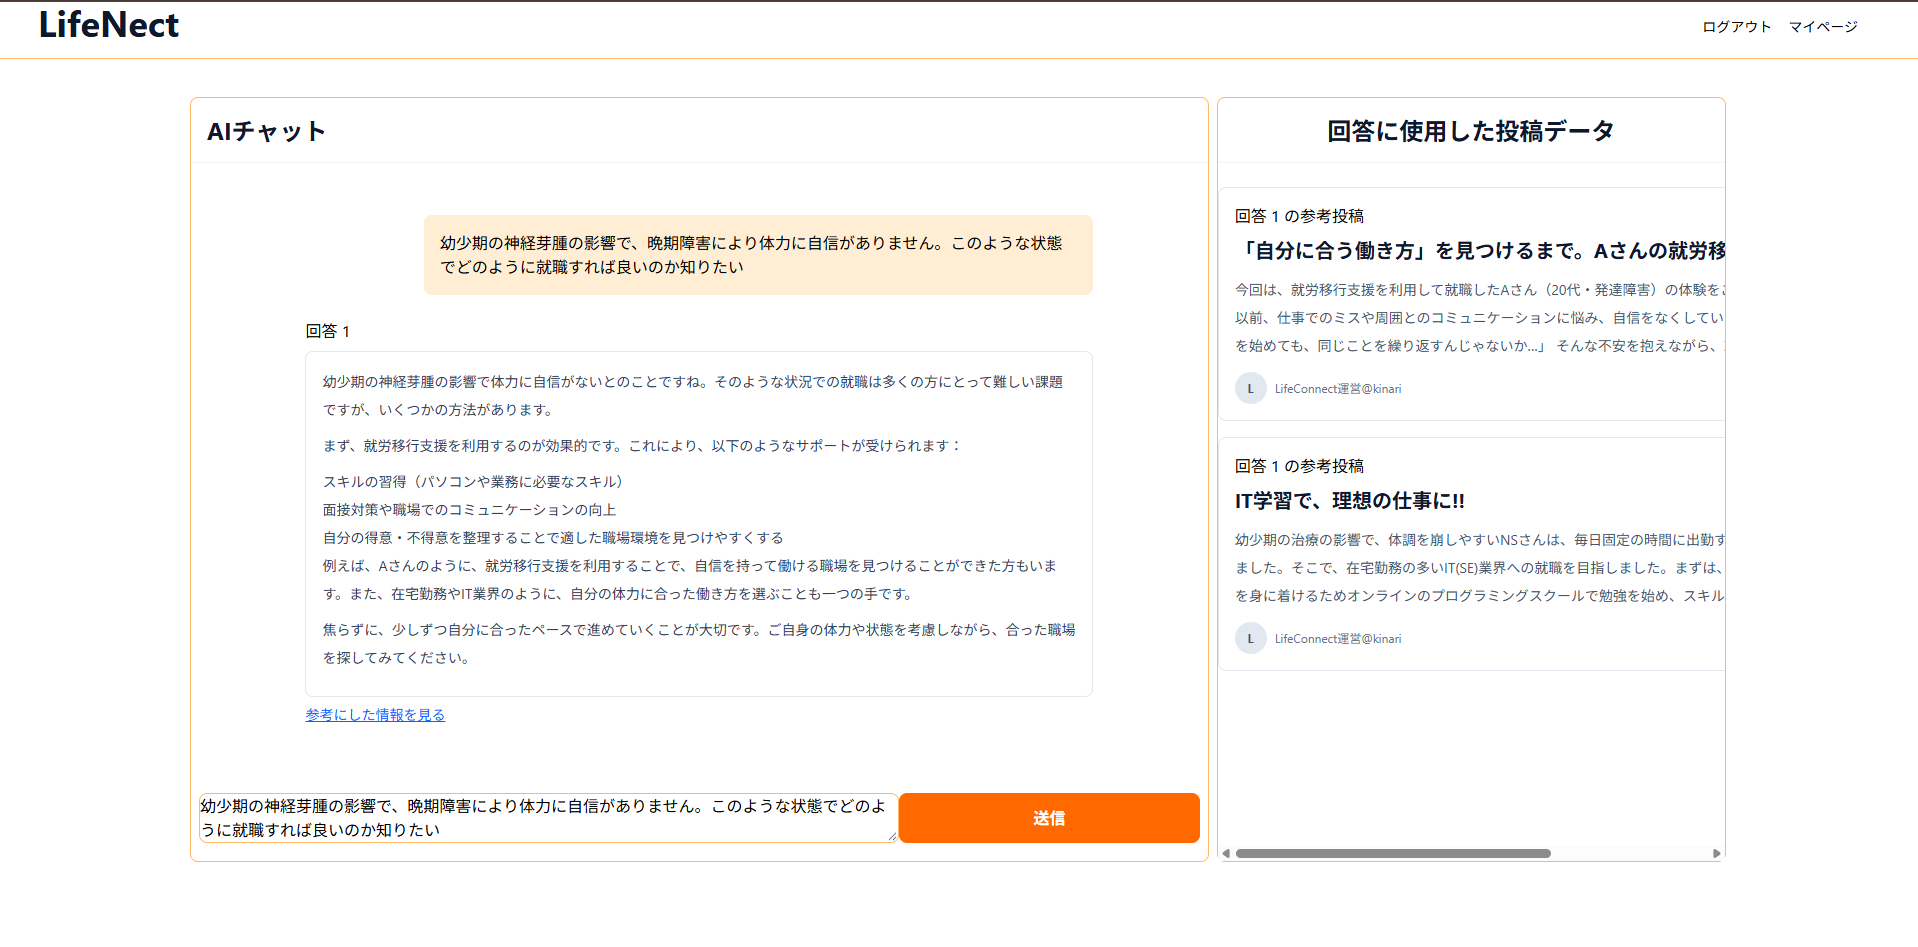 LifeNect
ログアウト マイページ
AIチャット
幼少期の神経芽腫の影響で、晩期障害により体力に自信がありません。このような状態
でどのように就職すれば良いのか知りたい
回答 1
幼少期の神経芽腫の影響で体力に自信がないとのことですね。そのような状況での就職は多くの方にとって難しい課題
ですが、いくつかの方法があります。
まず、就労移行支援を利用するのが効果的です。これにより、以下のようなサポートが受けられます：
スキルの習得（パソコンや業務に必要なスキル）
面接対策や職場でのコミュニケーションの向上
自分の得意・不得意を整理することで適した職場環境を見つけやすくする
例えば、Aさんのように、就労移行支援を利用することで、自信を持って働ける職場を見つけることができた方もいま
す。また、在宅勤務やIT業界のように、自分の体力に合った働き方を選ぶことも一つの手です。
焦らずに、少しずつ自分に合ったペースで進めていくことが大切です。ご自身の体力や状態を考慮しながら、合った職場
を探してみてください。
参考にした情報を見る
幼少期の神経芽腫の影響で、晩期障害により体力に自信がありません。このような状態でどのよ
うに就職すれば良いのか知りたい
送信
回答に使用した投稿データ
回答 1 の参考投稿
「自分に合う働き方」を見つけるまで。Aさんの就労移
今回は、就労移行支援を利用して就職したAさん（20代・発達障害）の体験を
以前、仕事でのミスや周囲とのコミュニケーションに悩み、自信をなくしてい
を始めても、同じことを繰り返すんじゃないか…」 そんな不安を抱えながら、
L LifeConnect運営@kinari
回答 1 の参考投稿
IT学習で、理想の仕事に!!
幼少期の治療の影響で、体調を崩しやすいNSさんは、毎日固定の時間に出勤す
ました。そこで、在宅勤務の多いIT(SE)業界への就職を目指しました。まずは、
を身に着けるためオンラインのプログラミングスクールで勉強を始め、スキル
L LifeConnect運営@kinari